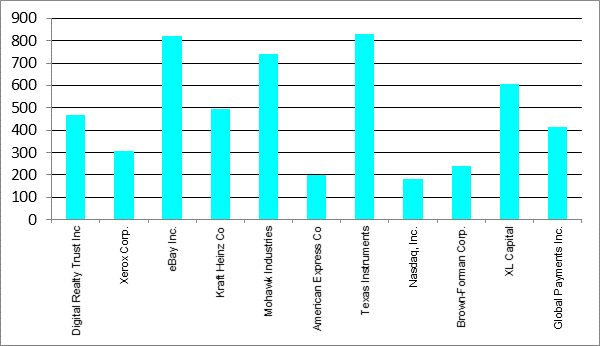 900
800
700
600
500
400
300
200
100
0
Digital Realty Trust Inc
Xerox Corp.
eBay Inc.
Kraft Heinz Co
Mohawk Industries
American Express Co
Texas Instruments
Nasdaq, Inc.
Brown-Forman Corp.
XL Capital
Global Payments Inc.